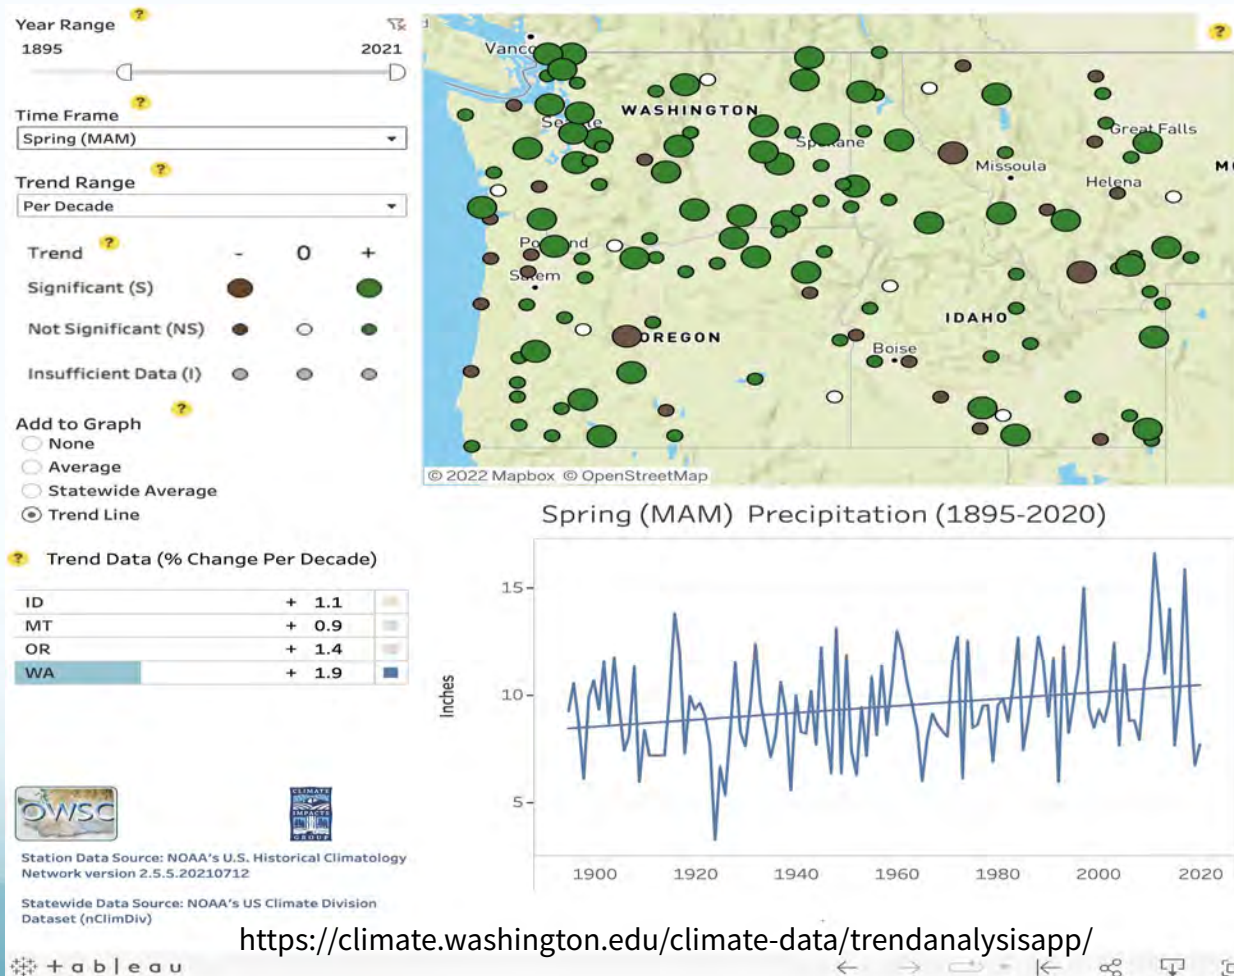 Year Range ?
1895 2021
Time Frame ?
Spring (MAM)
Trend Range ?
Per Decade
Trend ? - 0 +
Significant (S)
Not Significant (NS)
Insufficient Data (I)
Add to Graph ?
None
Average
Statewide Average
Trend Line
? Trend Data (% Change Per Decade)
ID + 1.1
MT + 0.9
OR + 1.4
WA + 1.9
OWSC
CLIMATE
IMPACTS
GROUP
Station Data Source: NOAA's U.S. Historical Climatology
Network version 2.5.5.20210712
Statewide Data Source: NOAA's US Climate Division
Dataset (nClimDiv)
?
WASHINGTON
Great Falls
Missoula
Helena
IDAHO
OREGON
Boise
© 2022 Mapbox © OpenStreetMap
Spring (MAM) Precipitation (1895-2020)
Inches
15
10
5
1900 1920 1940 1960 1980 2000 2020
https://climate.washington.edu/climate-data/trendanalysisapp/
+ableau